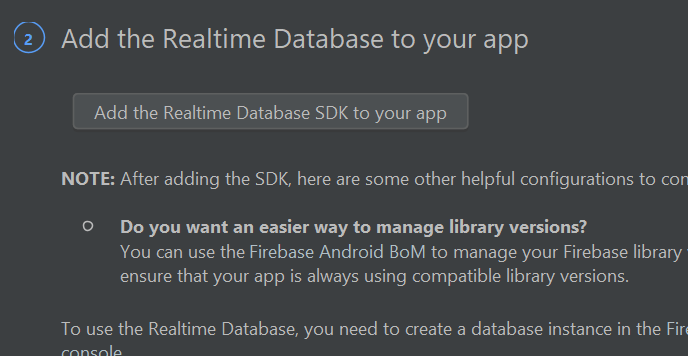 2 Add the Realtime Database to your app
Add the Realtime Database SDK to your app
NOTE: After adding the SDK, here are some other helpful configurations to con
Do you want an easier way to manage library versions?
You can use the Firebase Android BoM to manage your Firebase library
ensure that your app is always using compatible library versions.
To use the Realtime Database, you need to create a database instance in the Fire
console.